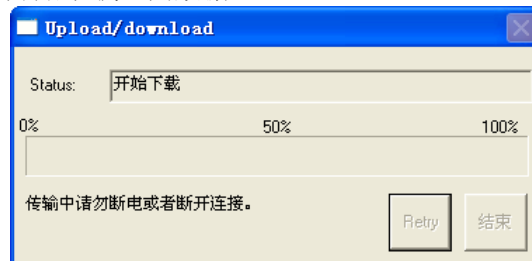 Upload/download
Status: 开始下载
0% 50% 100%
传输中请勿断电或者断开连接。
Retry 结束